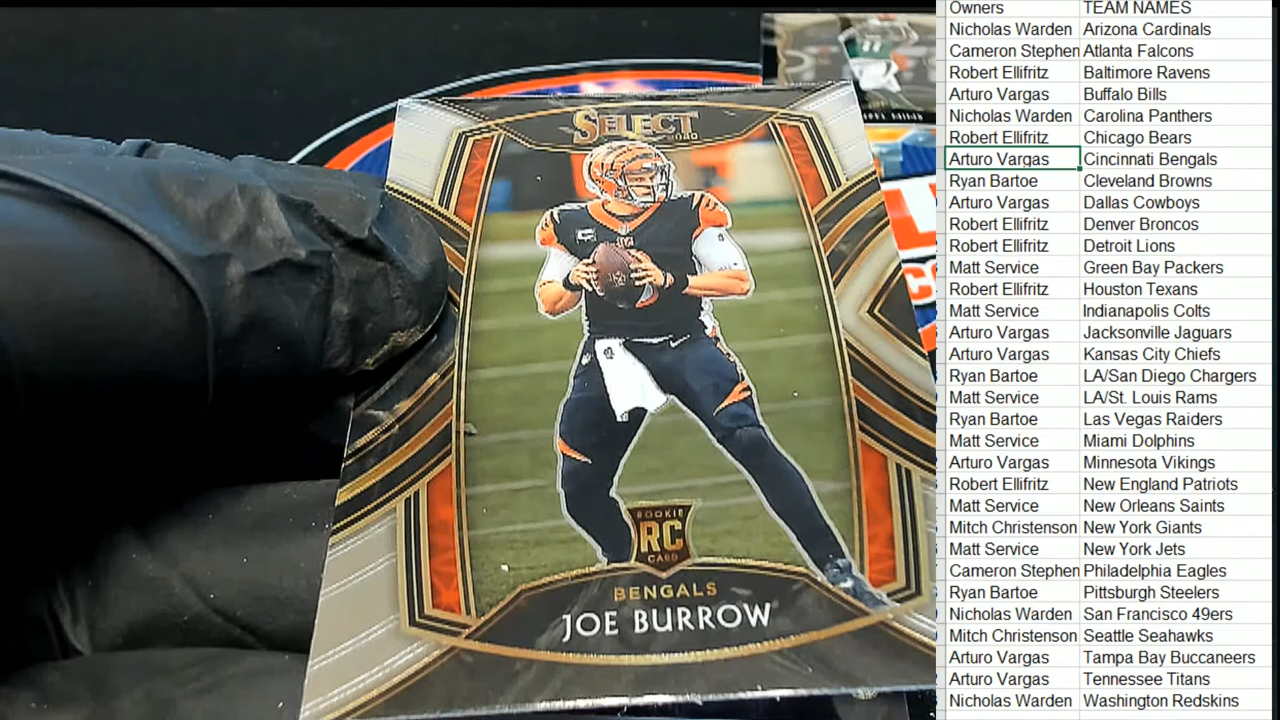 SELECT
2020
ROOKIE
RC
CARD
BENGALS
JOE BURROW
Owners TEAM NAMES
Nicholas Warden Arizona Cardinals
Cameron Stephen Atlanta Falcons
Robert Ellifritz Baltimore Ravens
Arturo Vargas Buffalo Bills
Nicholas Warden Carolina Panthers
Robert Ellifritz Chicago Bears
Arturo Vargas Cincinnati Bengals
Ryan Bartoe Cleveland Browns
Arturo Vargas Dallas Cowboys
Robert Ellifritz Denver Broncos
Robert Ellifritz Detroit Lions
Matt Service Green Bay Packers
Robert Ellifritz Houston Texans
Matt Service Indianapolis Colts
Arturo Vargas Jacksonville Jaguars
Arturo Vargas Kansas City Chiefs
Ryan Bartoe LA/San Diego Chargers
Matt Service LA/St. Louis Rams
Ryan Bartoe Las Vegas Raiders
Matt Service Miami Dolphins
Arturo Vargas Minnesota Vikings
Robert Ellifritz New England Patriots
Matt Service New Orleans Saints
Mitch Christenson New York Giants
Matt Service New York Jets
Cameron Stephen Philadelphia Eagles
Ryan Bartoe Pittsburgh Steelers
Nicholas Warden San Francisco 49ers
Mitch Christenson Seattle Seahawks
Arturo Vargas Tampa Bay Buccaneers
Arturo Vargas Tennessee Titans
Nicholas Warden Washington Redskins